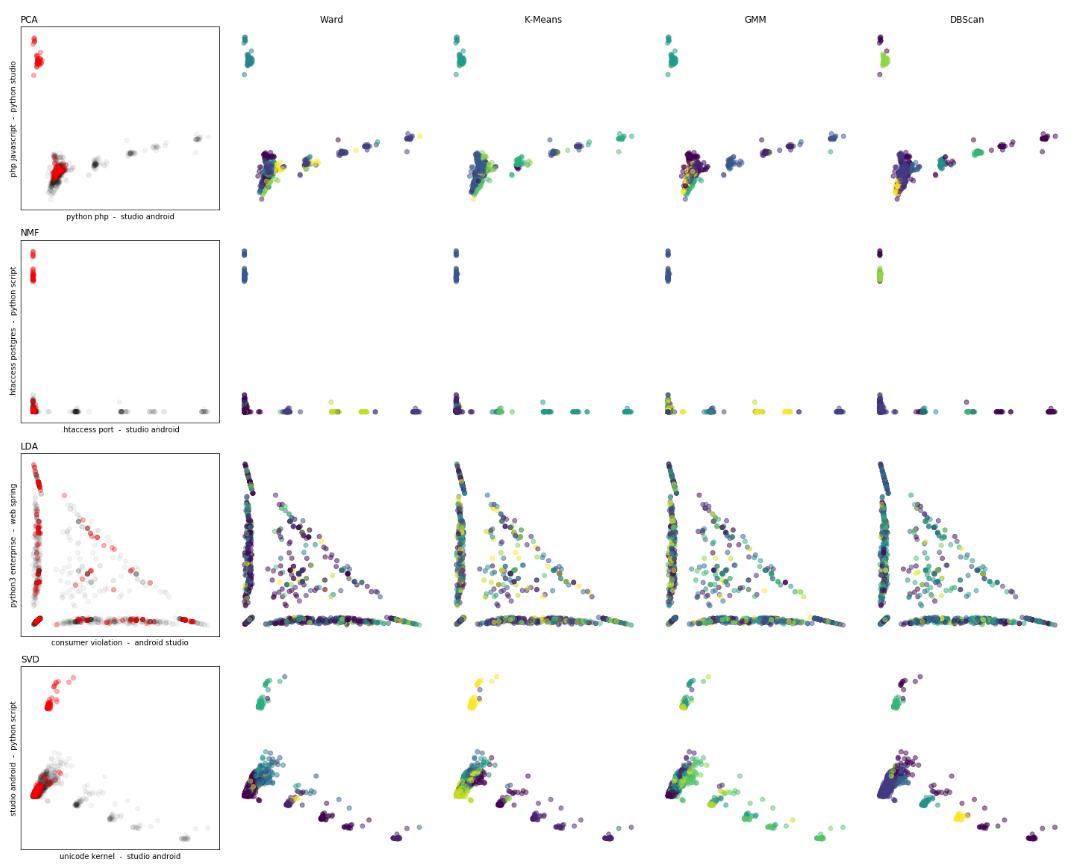 PCA
Ward
K-Means
GMM
DBScan
php javascript - python studio
python php - studio android
NMF
.htaccess postgres - python script
.htaccess port - studio android
LDA
python3 entreprise - web spring
consumer violation - android studio
SVD
studio android - python script
unicode kernel - studio android